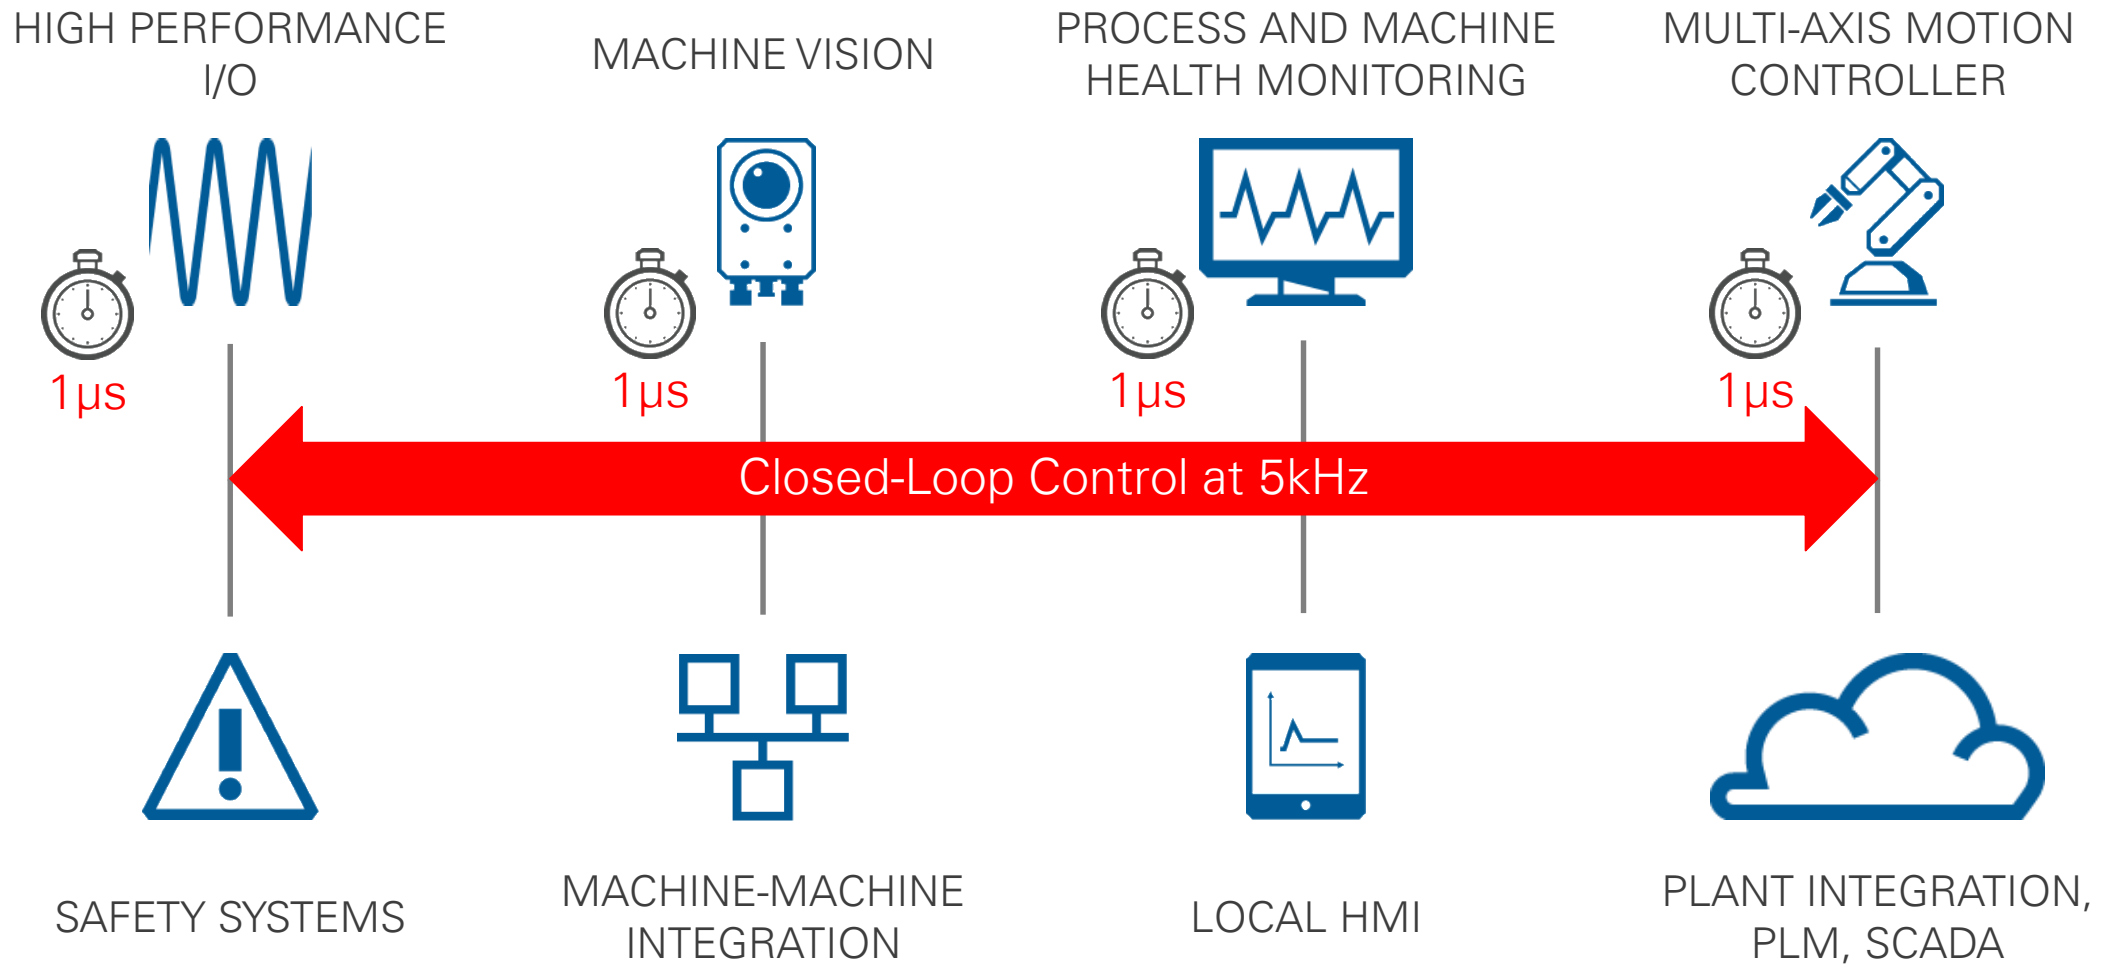 HIGH PERFORMANCE
I/O
MACHINE VISION
PROCESS AND MACHINE
HEALTH MONITORING
MULTI-AXIS MOTION
CONTROLLER
1µs
1µs
1µs
1µs
Closed-Loop Control at 5kHz
SAFETY SYSTEMS
MACHINE-MACHINE
INTEGRATION
LOCAL HMI
PLANT INTEGRATION,
PLM, SCADA